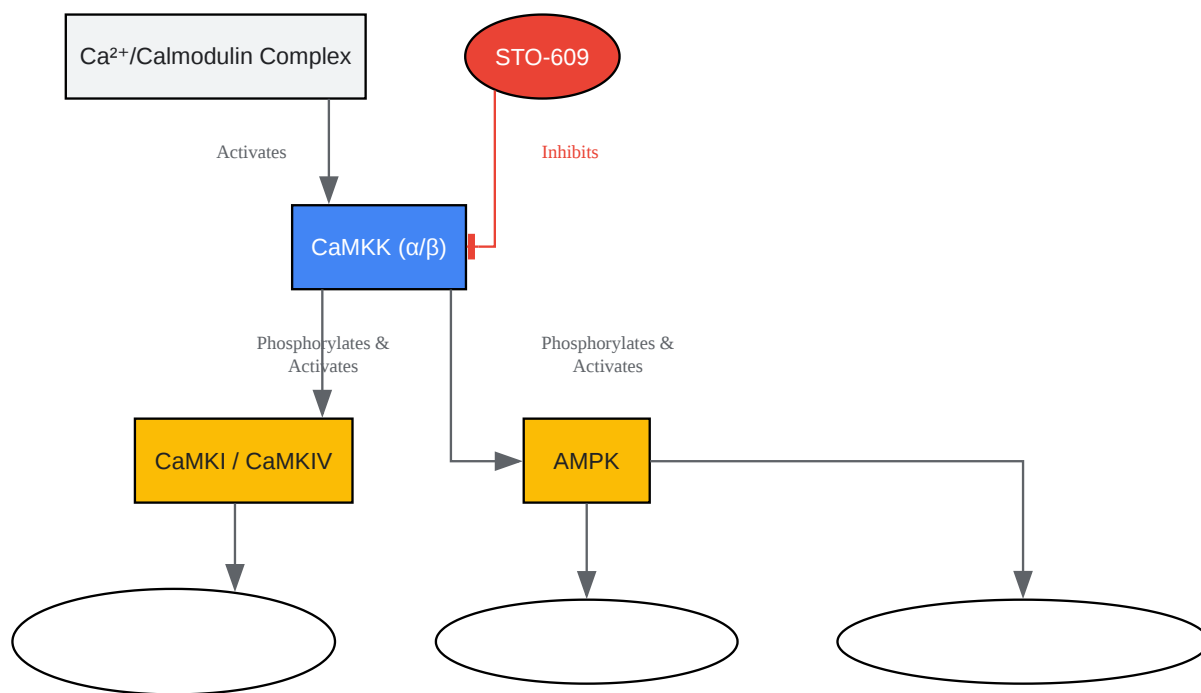 Ca²⁺/Calmodulin Complex
STO-609
Activates
Inhibits
CaMKK (α/β)
Phosphorylates &
Activates
Phosphorylates &
Activates
CaMKI / CaMKIV
AMPK